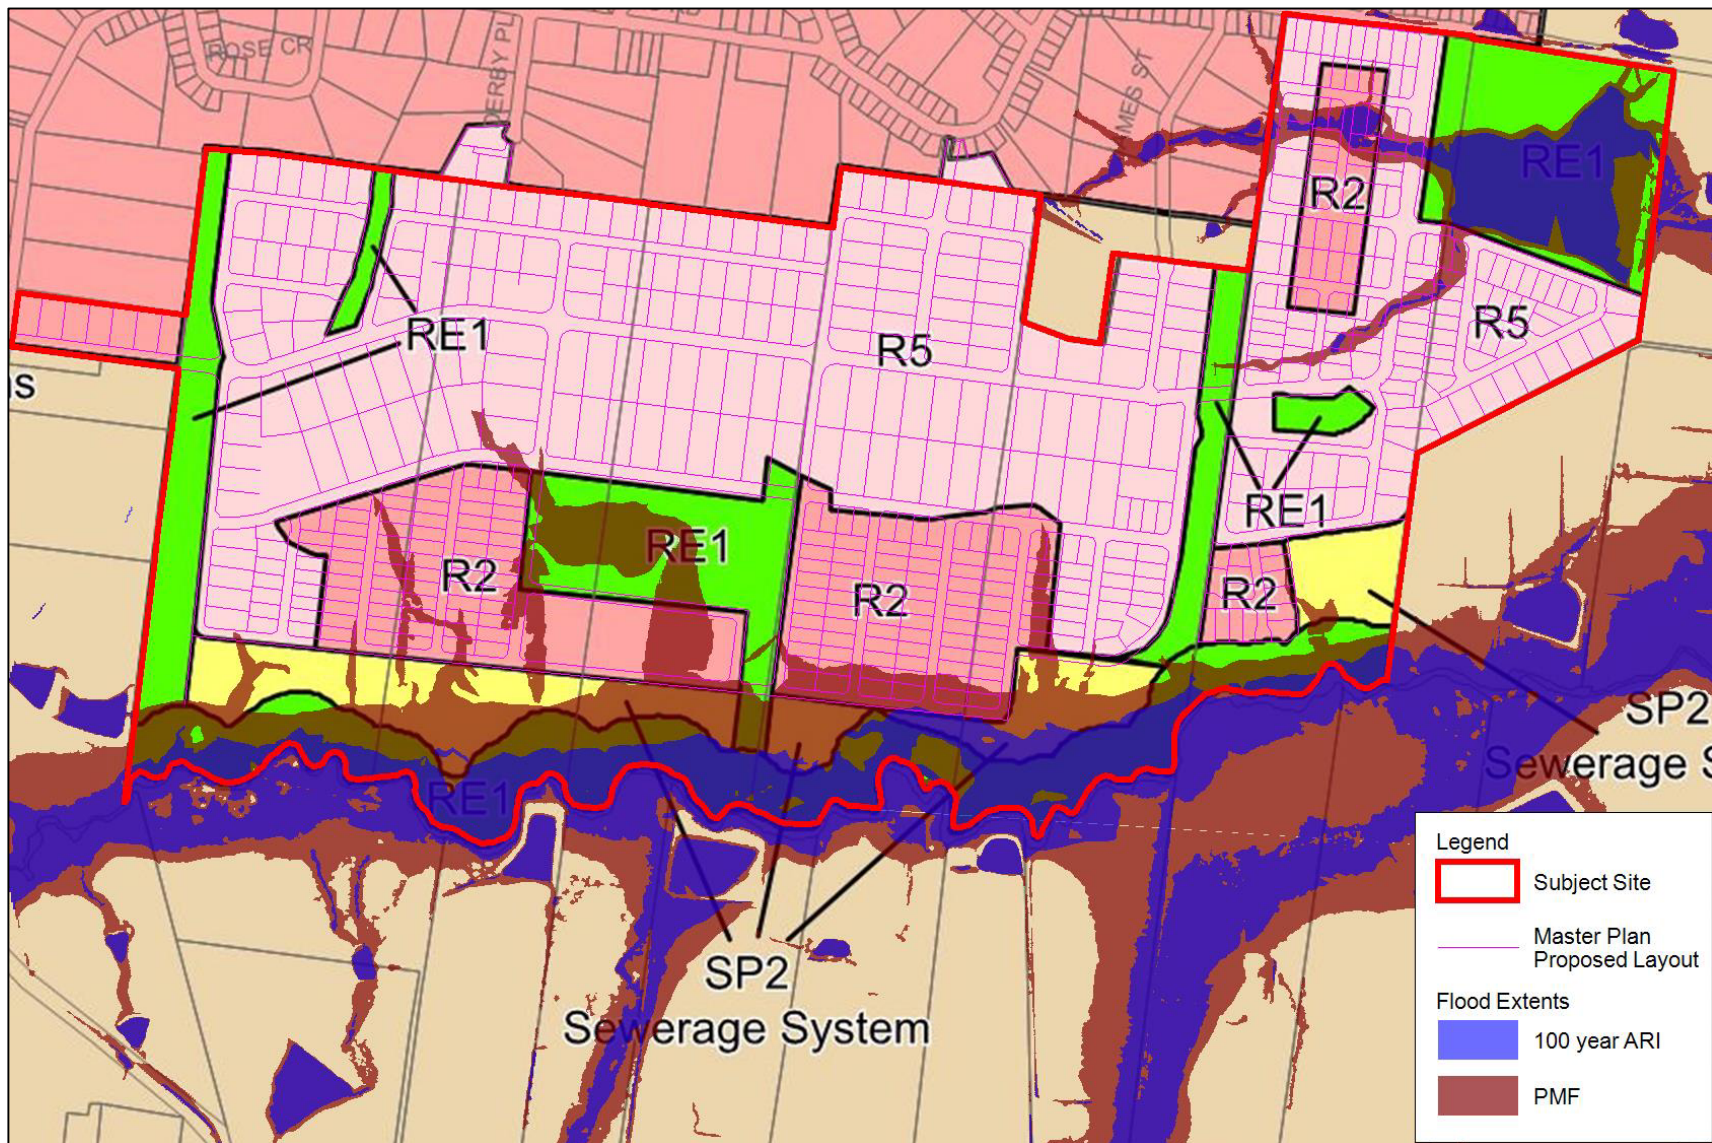 ROSE CR
DERBY PL
RD
MES ST
RE1
R2
R5
RE1
R5
RE1
R2
RE1
R2
R2
RE1
SP2
Sewerage S
SP2
Sewerage System
Legend
Subject Site
Master Plan
Proposed Layout
Flood Extents
100 year ARI
PMF